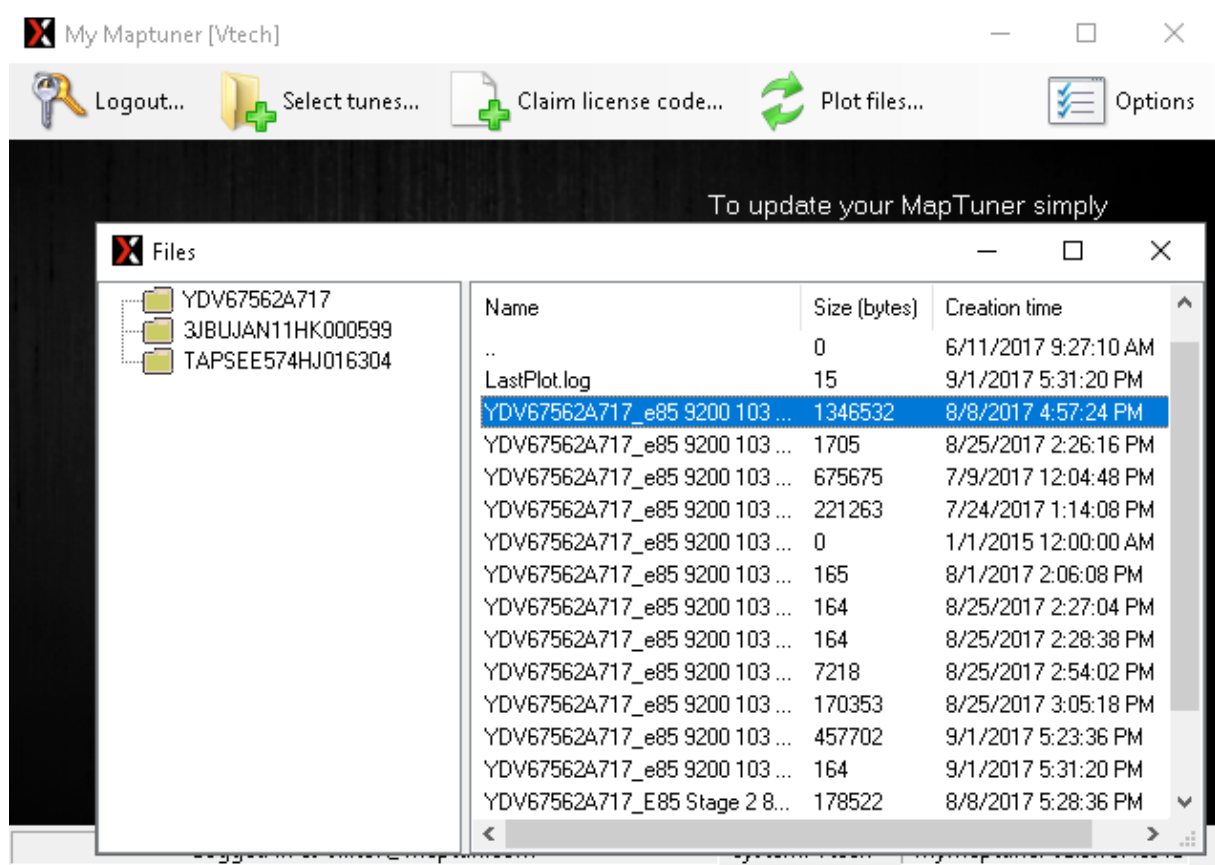 My Maptuner [Vtech]
Logout... Select tunes... Claim license code... Plot files... Options
To update your MapTuner simply
Files
YDV67562A717
3JBUJAN11HK000599
TAPSEE574HJ016304
Name Size (bytes) Creation time
.. 0 6/11/2017 9:27:10 AM
LastPlot.log 15 9/1/2017 5:31:20 PM
YDV67562A717_e85 9200 103 ... 1346532 8/8/2017 4:57:24 PM
YDV67562A717_e85 9200 103 ... 1705 8/25/2017 2:26:16 PM
YDV67562A717_e85 9200 103 ... 675675 7/9/2017 12:04:48 PM
YDV67562A717_e85 9200 103 ... 221263 7/24/2017 1:14:08 PM
YDV67562A717_e85 9200 103 ... 0 1/1/2015 12:00:00 AM
YDV67562A717_e85 9200 103 ... 165 8/1/2017 2:06:08 PM
YDV67562A717_e85 9200 103 ... 164 8/25/2017 2:27:04 PM
YDV67562A717_e85 9200 103 ... 164 8/25/2017 2:28:38 PM
YDV67562A717_e85 9200 103 ... 7218 8/25/2017 2:54:02 PM
YDV67562A717_e85 9200 103 ... 170353 8/25/2017 3:05:18 PM
YDV67562A717_e85 9200 103 ... 457702 9/1/2017 5:23:36 PM
YDV67562A717_e85 9200 103 ... 164 9/1/2017 5:31:20 PM
YDV67562A717_E85 Stage 2 8... 178522 8/8/2017 5:28:36 PM